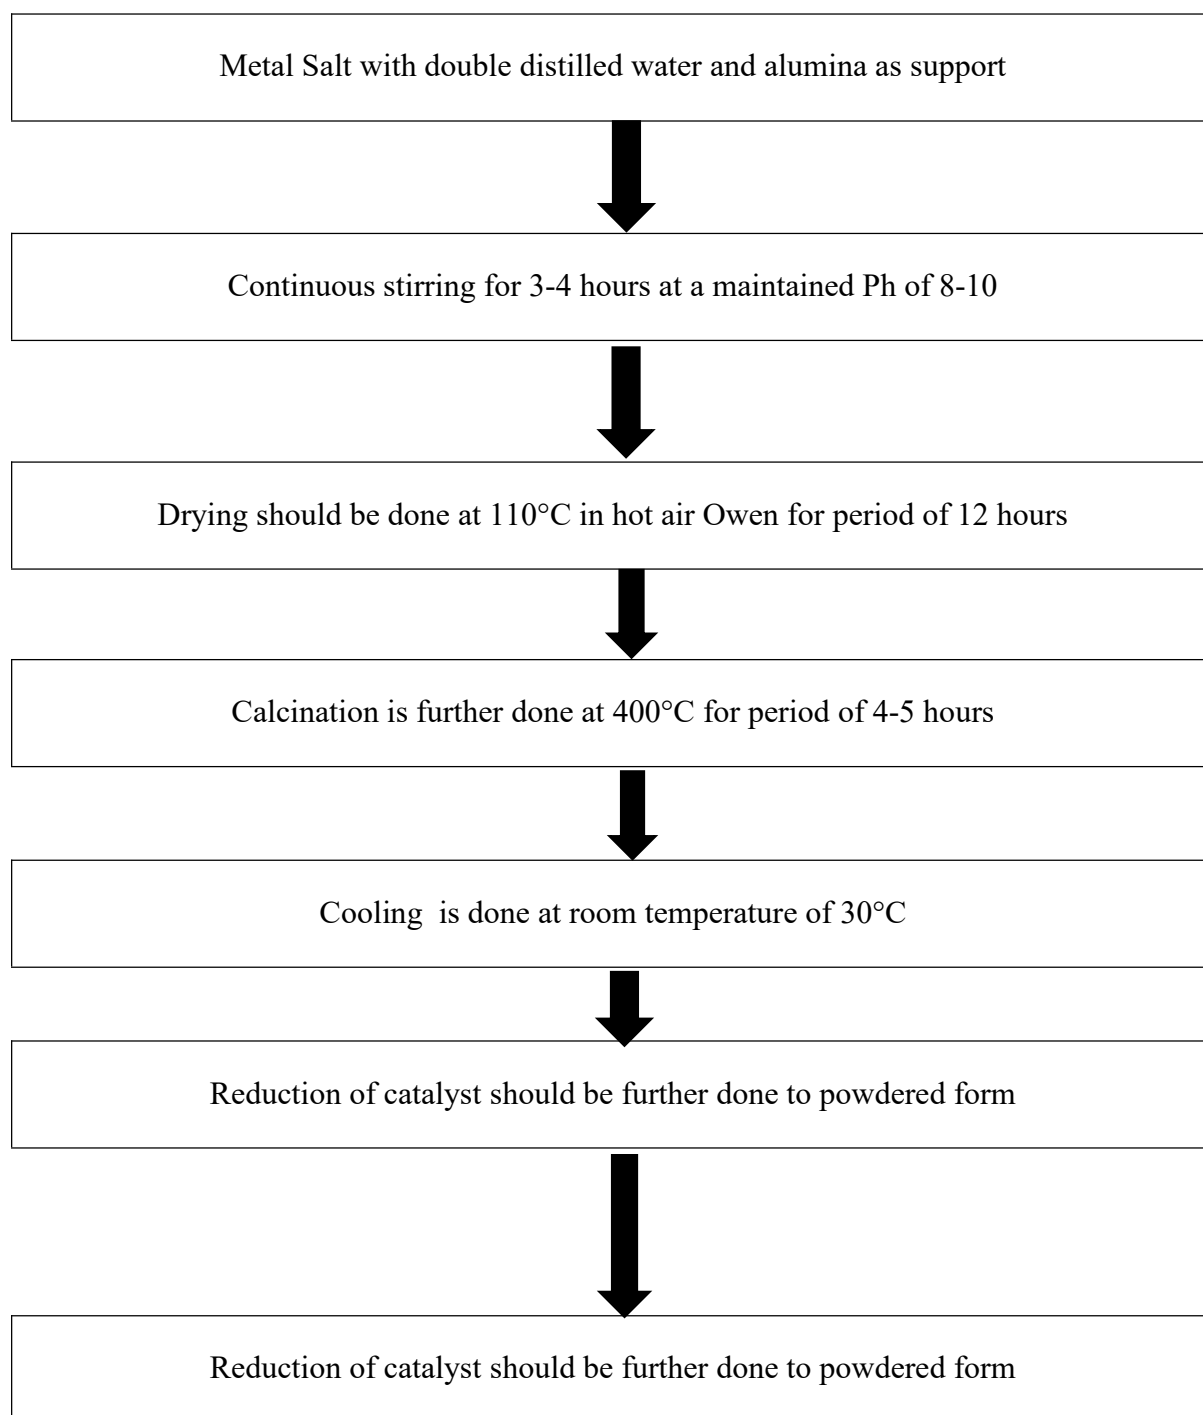 Metal Salt with double distilled water and alumina as support
Continuous stirring for 3-4 hours at a maintained Ph of 8-10
Drying should be done at 110°C in hot air Owen for period of 12 hours
Calcination is further done at 400°C for period of 4-5 hours
Cooling  is done at room temperature of 30°C
Reduction of catalyst should be further done to powdered form
Reduction of catalyst should be further done to powdered form